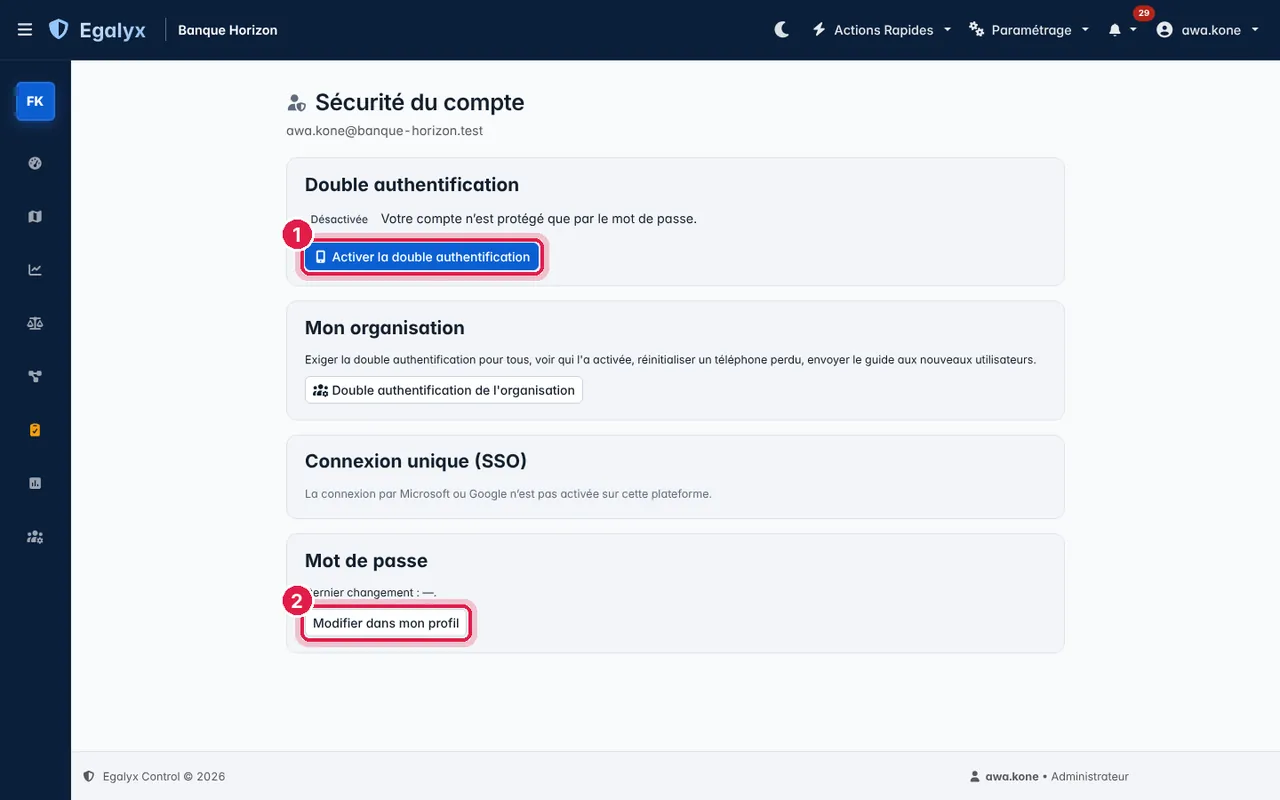 Egalyx
Banque Horizon
Actions Rapides
Paramétrage
29
awa.kone
FK
Sécurité du compte
awa.kone@banque-horizon.test
Double authentification
Désactivée Votre compte n'est protégé que par le mot de passe.
1
Activer la double authentification
Mon organisation
Exiger la double authentification pour tous, voir qui l'a activée, réinitialiser un téléphone perdu, envoyer le guide aux nouveaux utilisateurs.
Double authentification de l'organisation
Connexion unique (SSO)
La connexion par Microsoft ou Google n'est pas activée sur cette plateforme.
Mot de passe
ernier changement : —.
2
Modifier dans mon profil
Egalyx Control © 2026
awa.kone • Administrateur